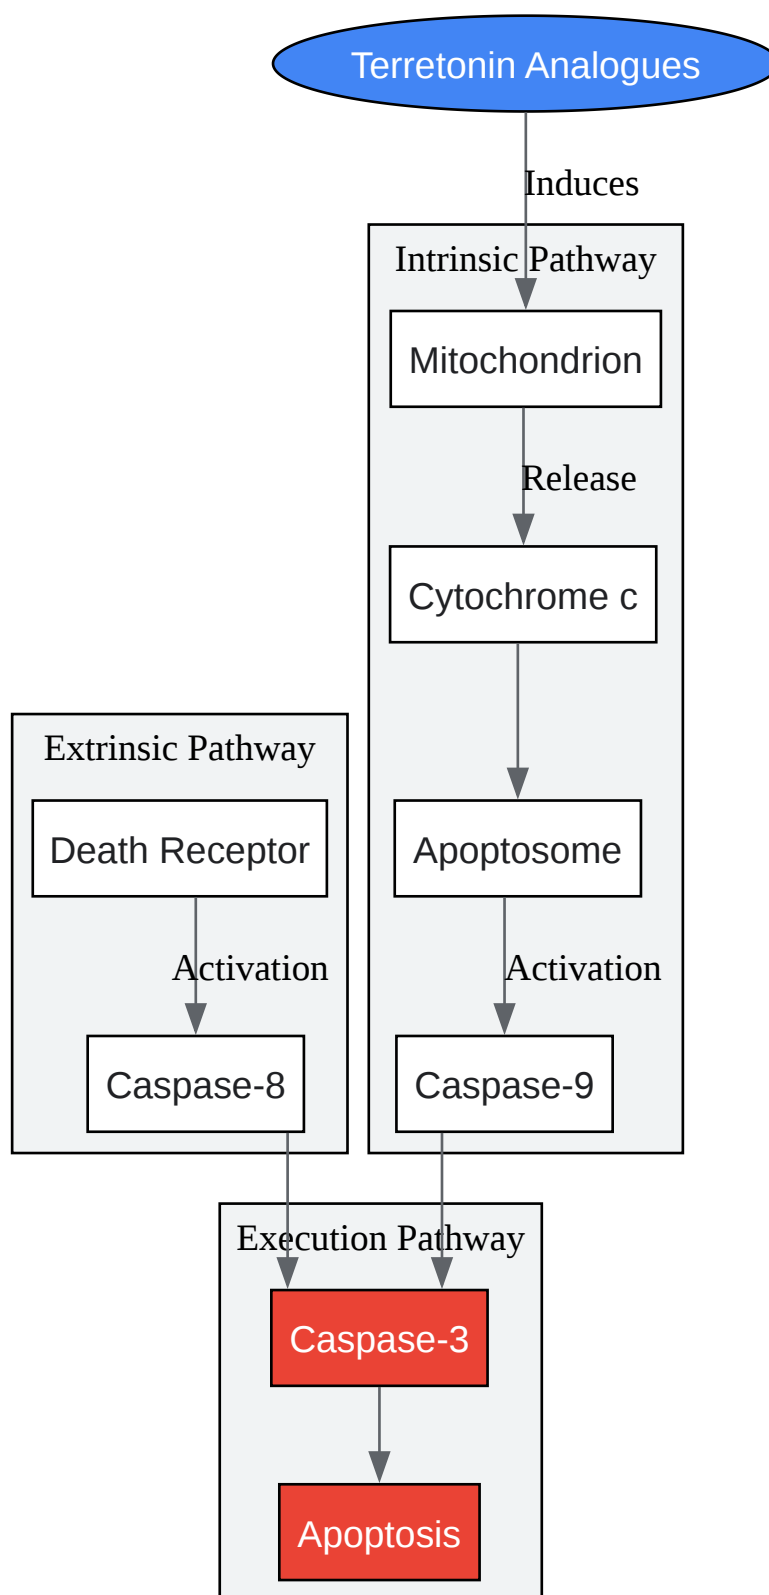 Terretonin Analogues
Induces
Intrinsic Pathway
Mitochondrion
Release
Cytochrome c
Extrinsic Pathway
Death Receptor
Apoptosome
Activation
Activation
Caspase-8
Caspase-9
Execution Pathway
Caspase-3
Apoptosis